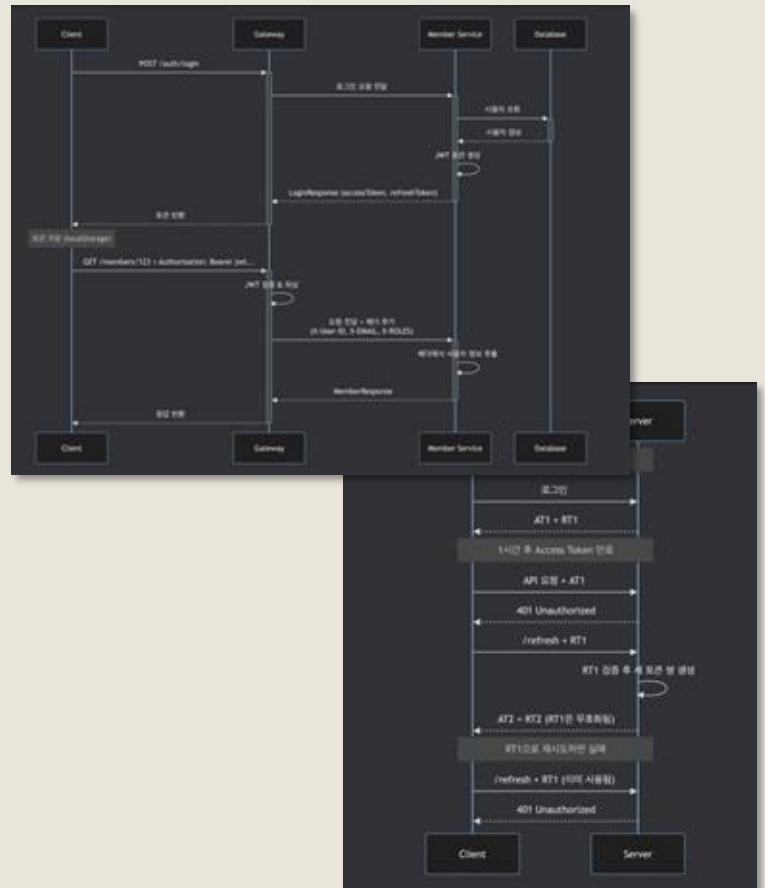 Client Gateway Member Service Database
POST /auth/login
로그인 요청 전달
사용자 조회
사용자 정보
JWT 토큰 생성
LoginResponse (accessToken, refreshToken)
토큰 반환
토큰 저장 (localStorage)
GET /members/123 + Authorization: Bearer jwt...
JWT 검증 & 파싱
요청 전달 + 헤더 추가
(X-User-ID, X-EMAIL, X-ROLES)
헤더에서 사용자 정보 추출
MemberResponse
응답 반환
Client Gateway Member Service Database
erver
로그인
AT1 + RT1
1시간 후 Access Token 만료
API 요청 + AT1
401 Unauthorized
/refresh + RT1
RT1 검증 후 새 토큰 쌍 생성
AT2 + RT2 (RT1은 무효화됨)
RT1으로 재시도하면 실패
/refresh + RT1 (이미 사용됨)
401 Unauthorized
Client Server